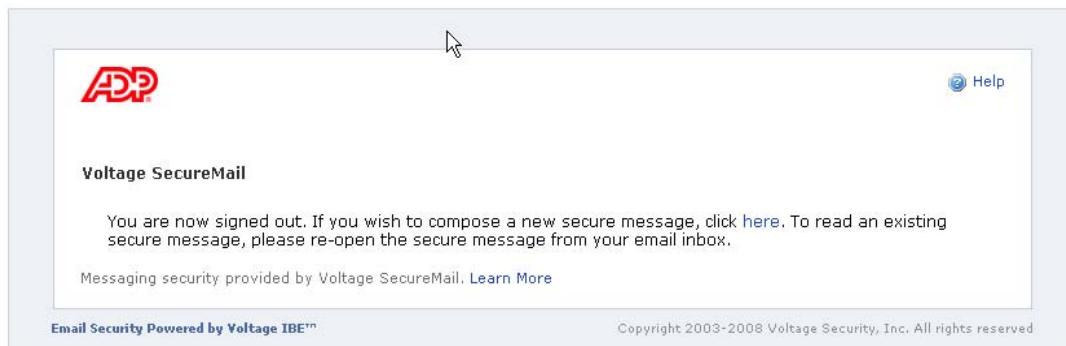 ADP
Help
Voltage SecureMail
You are now signed out. If you wish to compose a new secure message, click here. To read an existing
secure message, please re-open the secure message from your email inbox.
Messaging security provided by Voltage SecureMail. Learn More
Email Security Powered by Voltage IBE™
Copyright 2003-2008 Voltage Security, Inc. All rights reserved